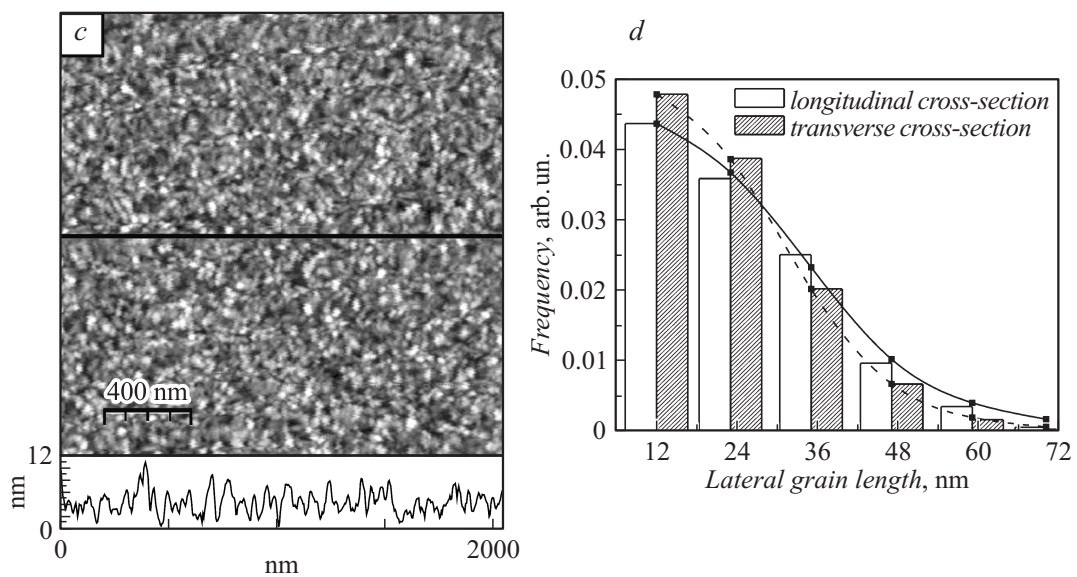 c
400 nm
12
nm
0
0
2000
nm
d
0.05
longitudinal cross-section
transverse cross-section
0.04
0.03
0.02
0.01
0
Frequency, arb. un.
12
24
36
48
60
72
Lateral grain length, nm